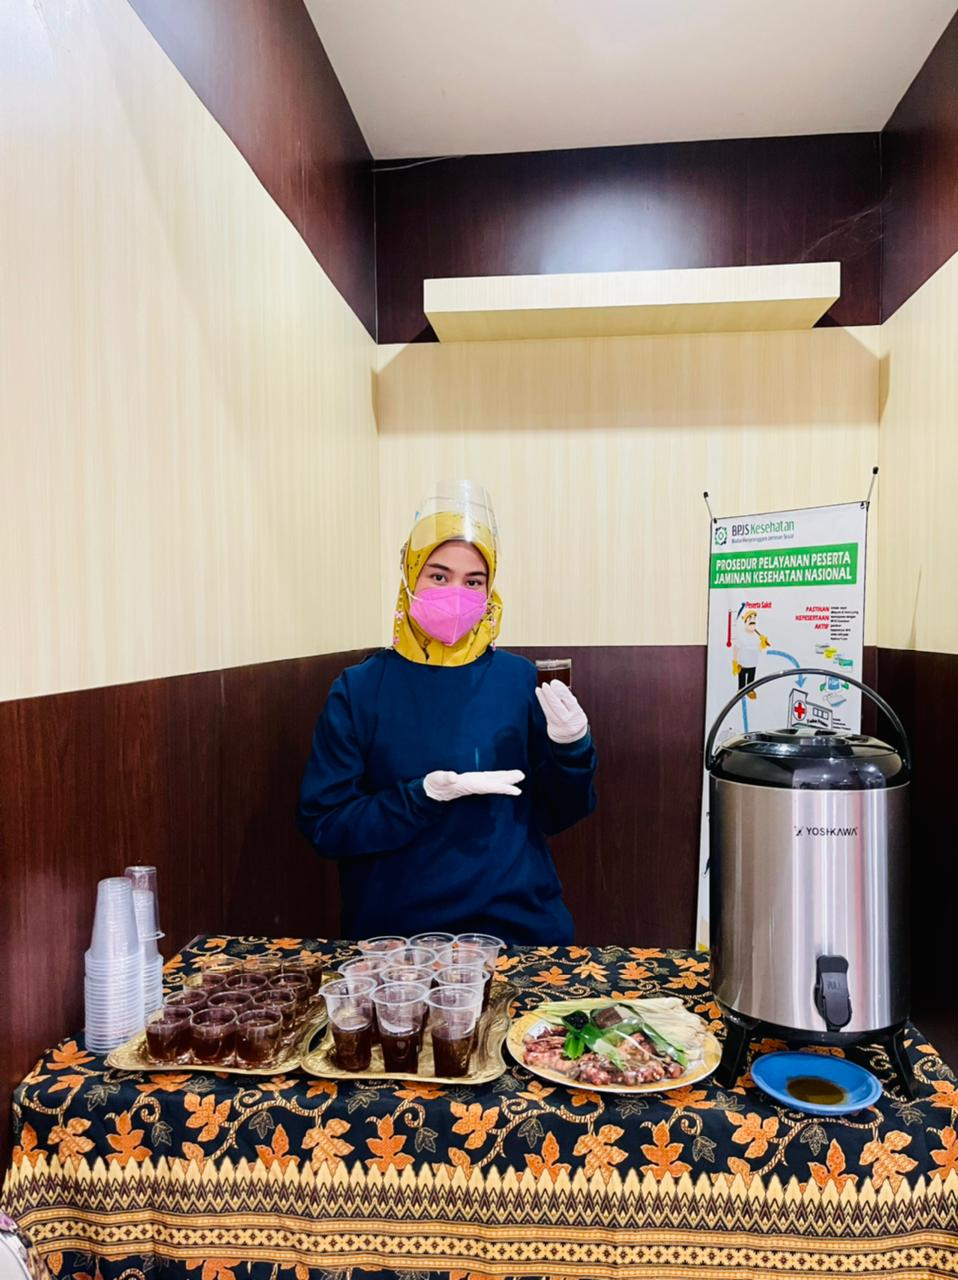 BPJS Kesehatan
Badan Penyelenggara Jaminan Sosial
PROSEDUR PELAYANAN PESERTA
JAMINAN KESEHATAN NASIONAL
Peserta Sakit
PASTIKAN
KEPESERTAAN
AKTIF
YOSHIKAWA